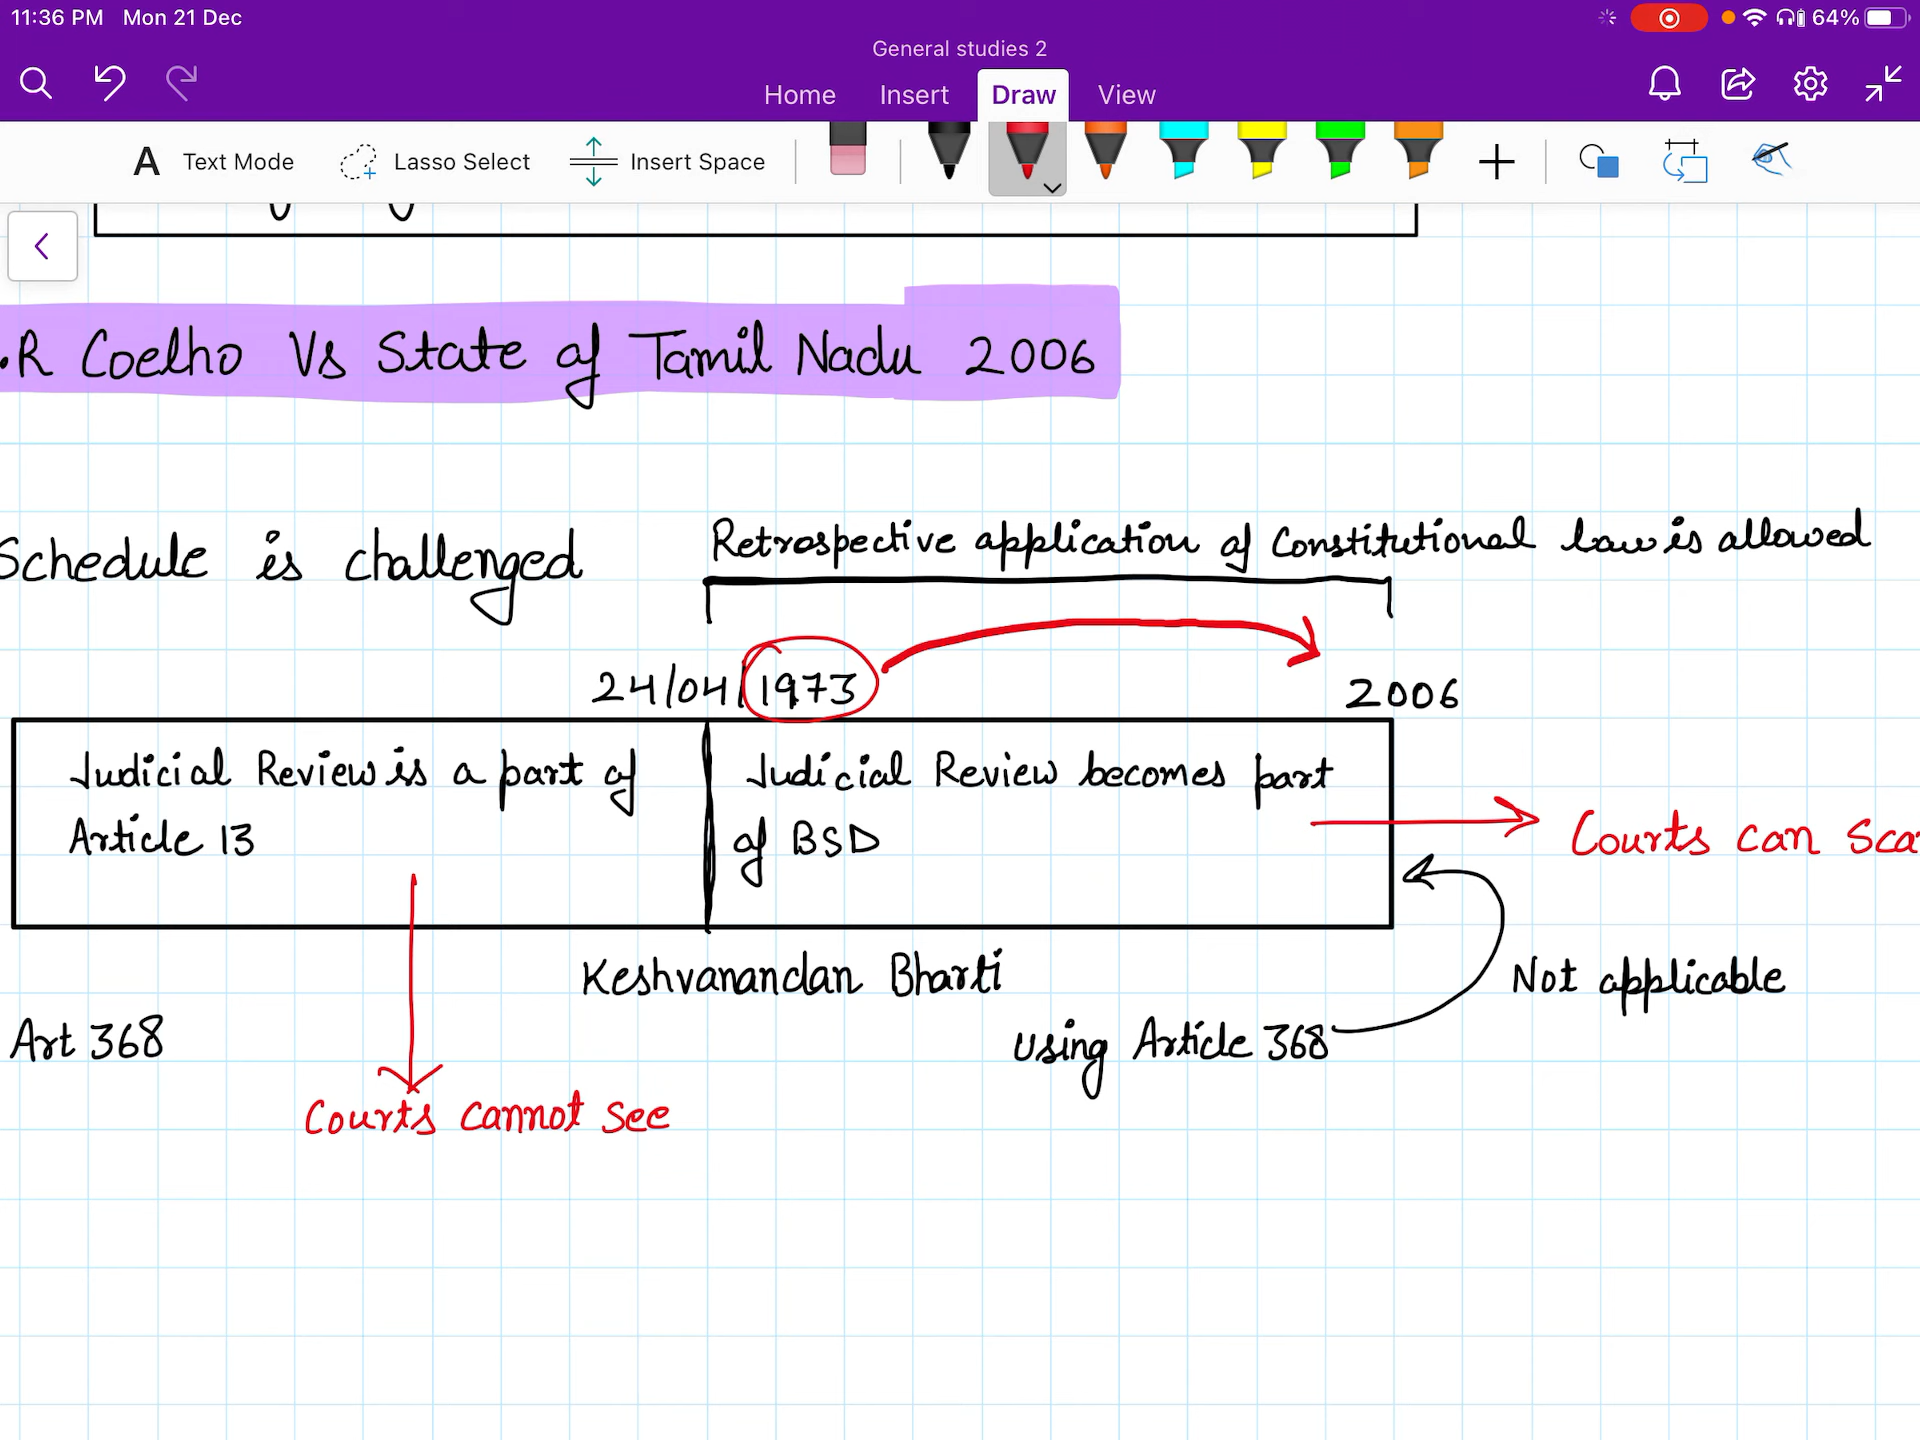 11:36 PM Mon 21 Dec
64%
General studies 2
Home Insert Draw View
A Text Mode Lasso Select Insert Space
.R Coelho Vs State of Tamil Nadu 2006
Schedule is challenged
Retrospective application of Constitutional law is allowed
24/04/1973
2006
Judicial Review is a part of
Article 13
Judicial Review becomes part
of BSD
Courts can
Keshvanandan Bharti
Not applicable
Art 368
using Article 368
Courts cannot see